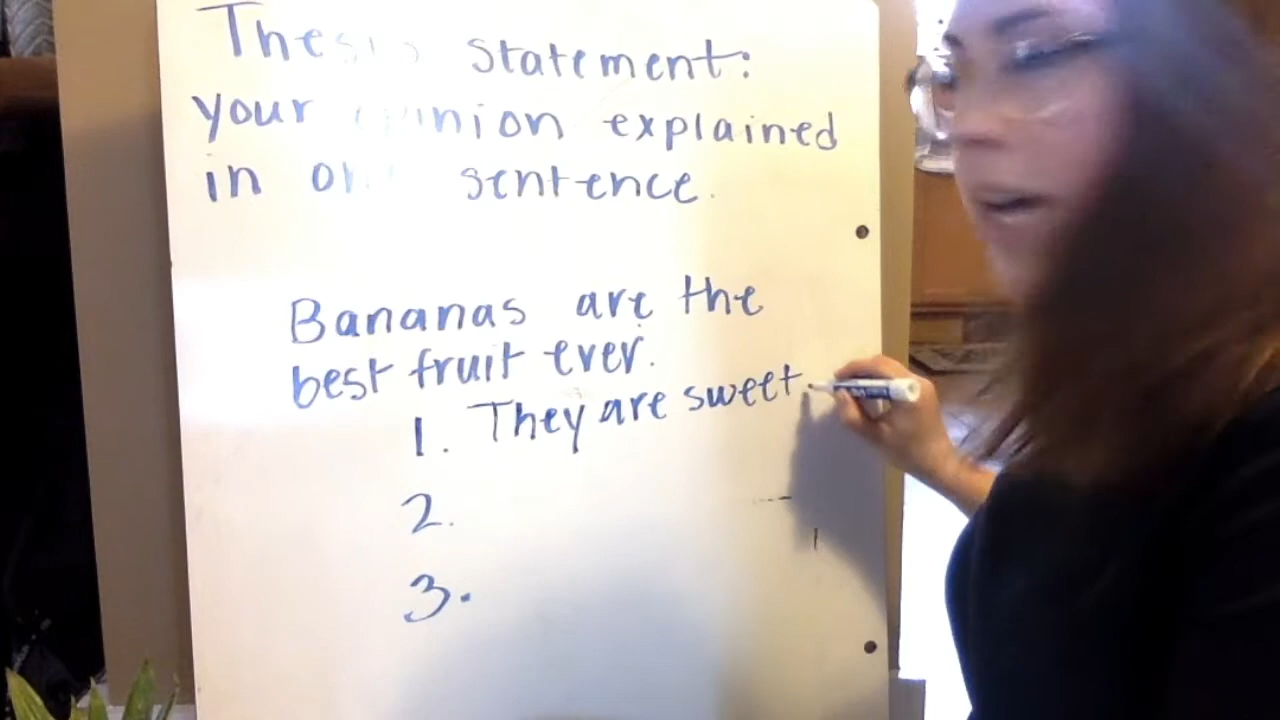 Thesis statement:
your opinion explained
in one sentence.
Bananas are the
best fruit ever.
1. They are sweet.
2.
3.